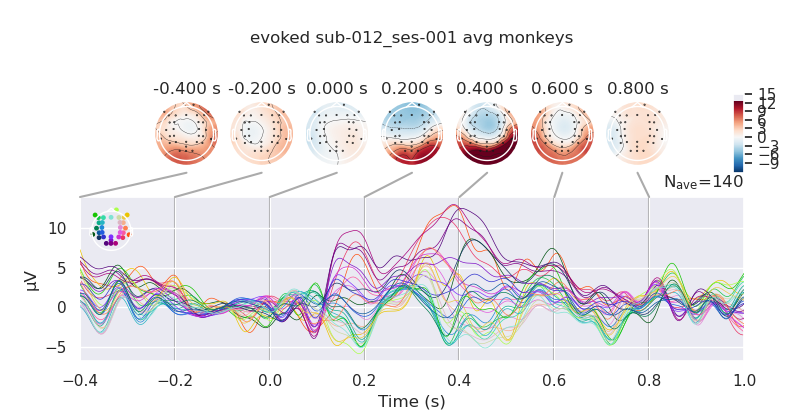 evoked sub-012_ses-001 avg monkeys
-0.400 s -0.200 s 0.000 s 0.200 s 0.400 s 0.600 s 0.800 s
15
12
9
6
3
0
−3
−6
−9
Nave=140
10
5
0
−5
µV
−0.4 −0.2 0.0 0.2 0.4 0.6 0.8 1.0
Time (s)